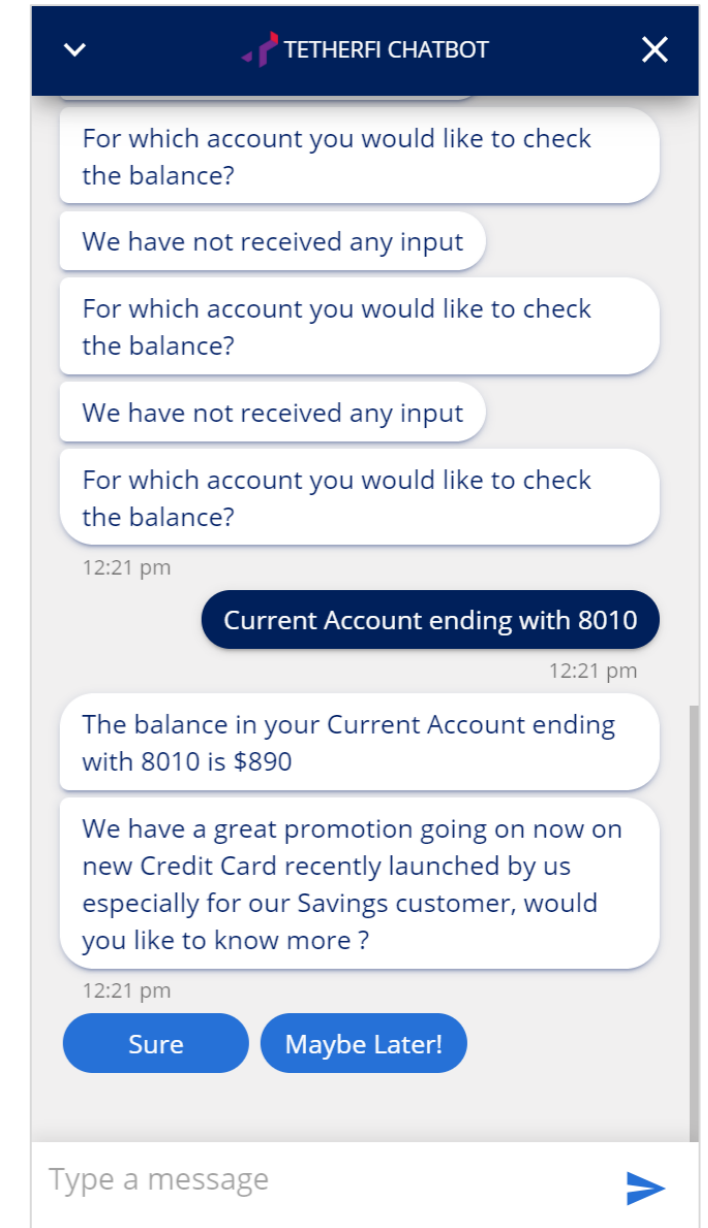 TETHERFI CHATBOT
For which account you would like to check
the balance?
We have not received any input
For which account you would like to check
the balance?
We have not received any input
For which account you would like to check
the balance?
12:21 pm
Current Account ending with 8010
12:21 pm
The balance in your Current Account ending
with 8010 is $890
We have a great promotion going on now on
new Credit Card recently launched by us
especially for our Savings customer, would
you like to know more ?
12:21 pm
Sure
Maybe Later!
Type a message